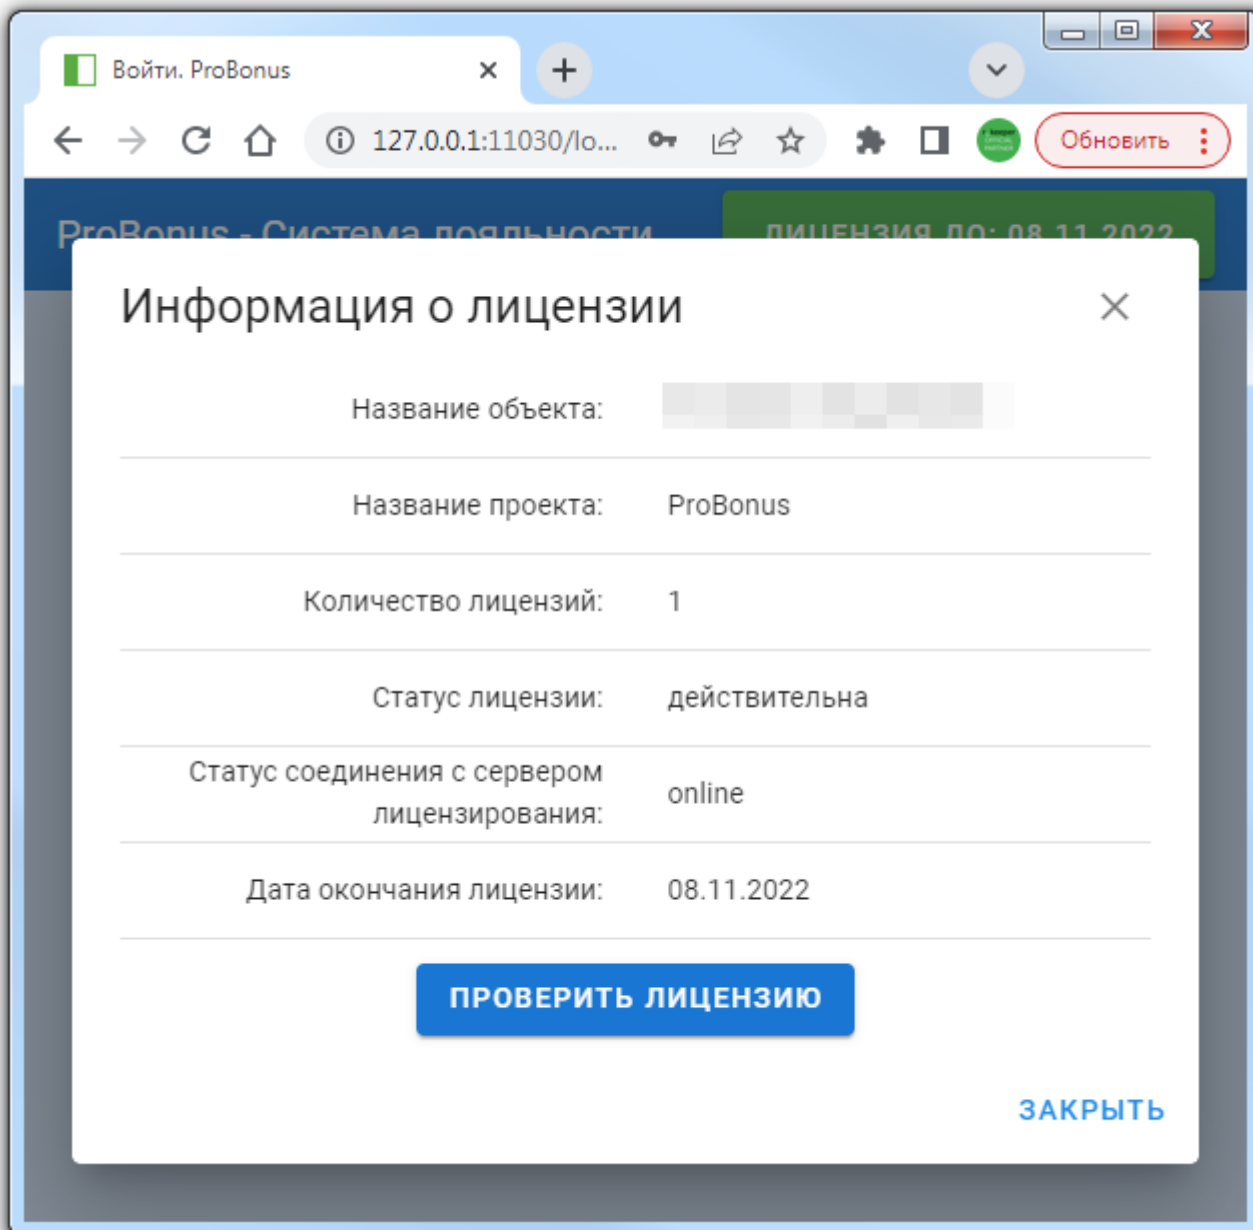 Войти. ProBonus
127.0.0.1:11030/lo...
Обновить
ProBonus - Система лояльности
ЛИЦЕНЗИЯ ДО: 08.11.2022
Информация о лицензии
Название объекта:
Название проекта: ProBonus
Количество лицензий: 1
Статус лицензии: действительна
Статус соединения с сервером
лицензирования: online
Дата окончания лицензии: 08.11.2022
ПРОВЕРИТЬ ЛИЦЕНЗИЮ
ЗАКРЫТЬ